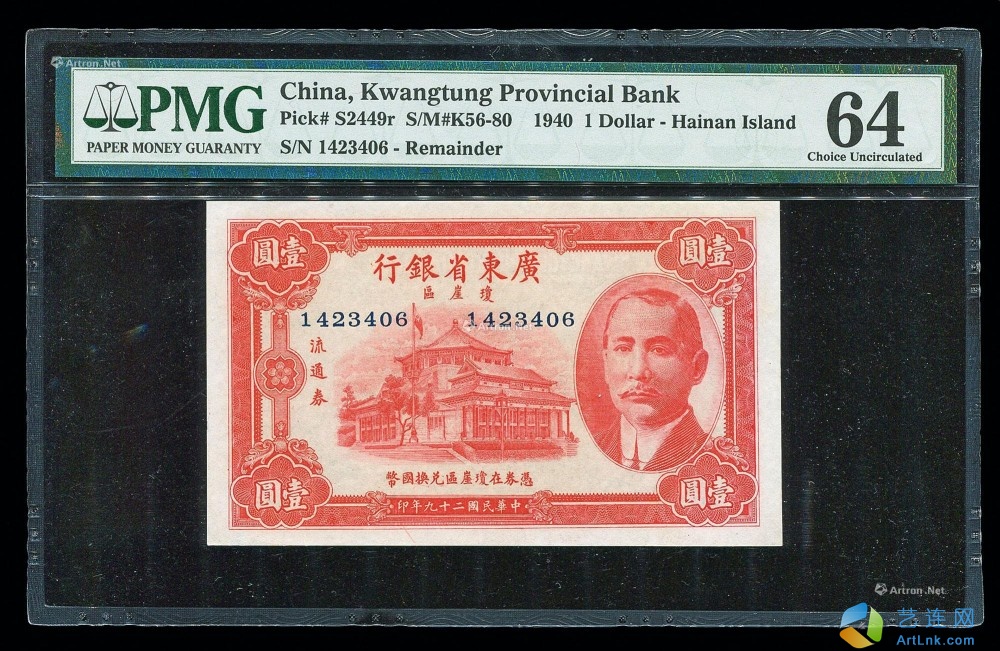 Artron.Net
PMG
PAPER MONEY GUARANTY
China, Kwangtung Provincial Bank
Pick# S2449r S/M#K56-80 1940 1 Dollar - Hainan Island
S/N 1423406 - Remainder
64
Choice Uncirculated
圓壹
圓壹
行銀省東廣
區崖瓊
1423406 1423406
流通券
幣國換兌區崖瓊在券憑
圓壹
圓壹
印年九十二國民華中
Artron.Net
艺连网
ArtLnk.com